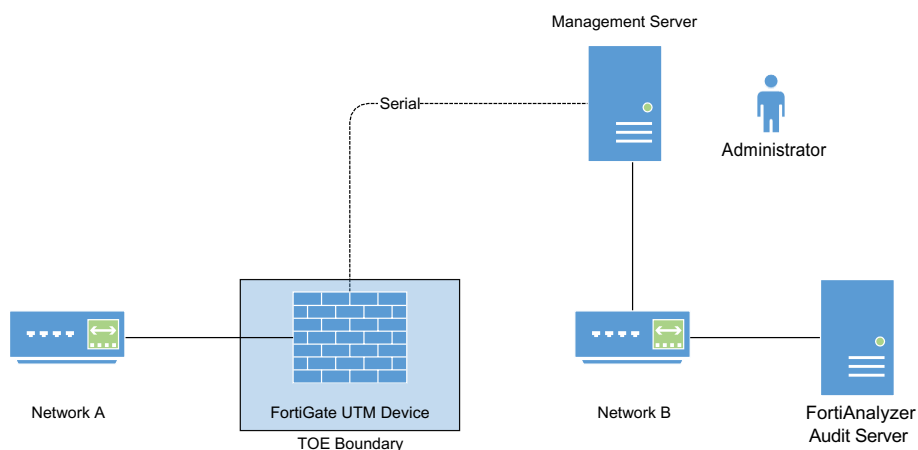 Management Server
Serial
Administrator
Network A
FortiGate UTM Device
TOE Boundary
Network B
FortiAnalyzer
Audit Server